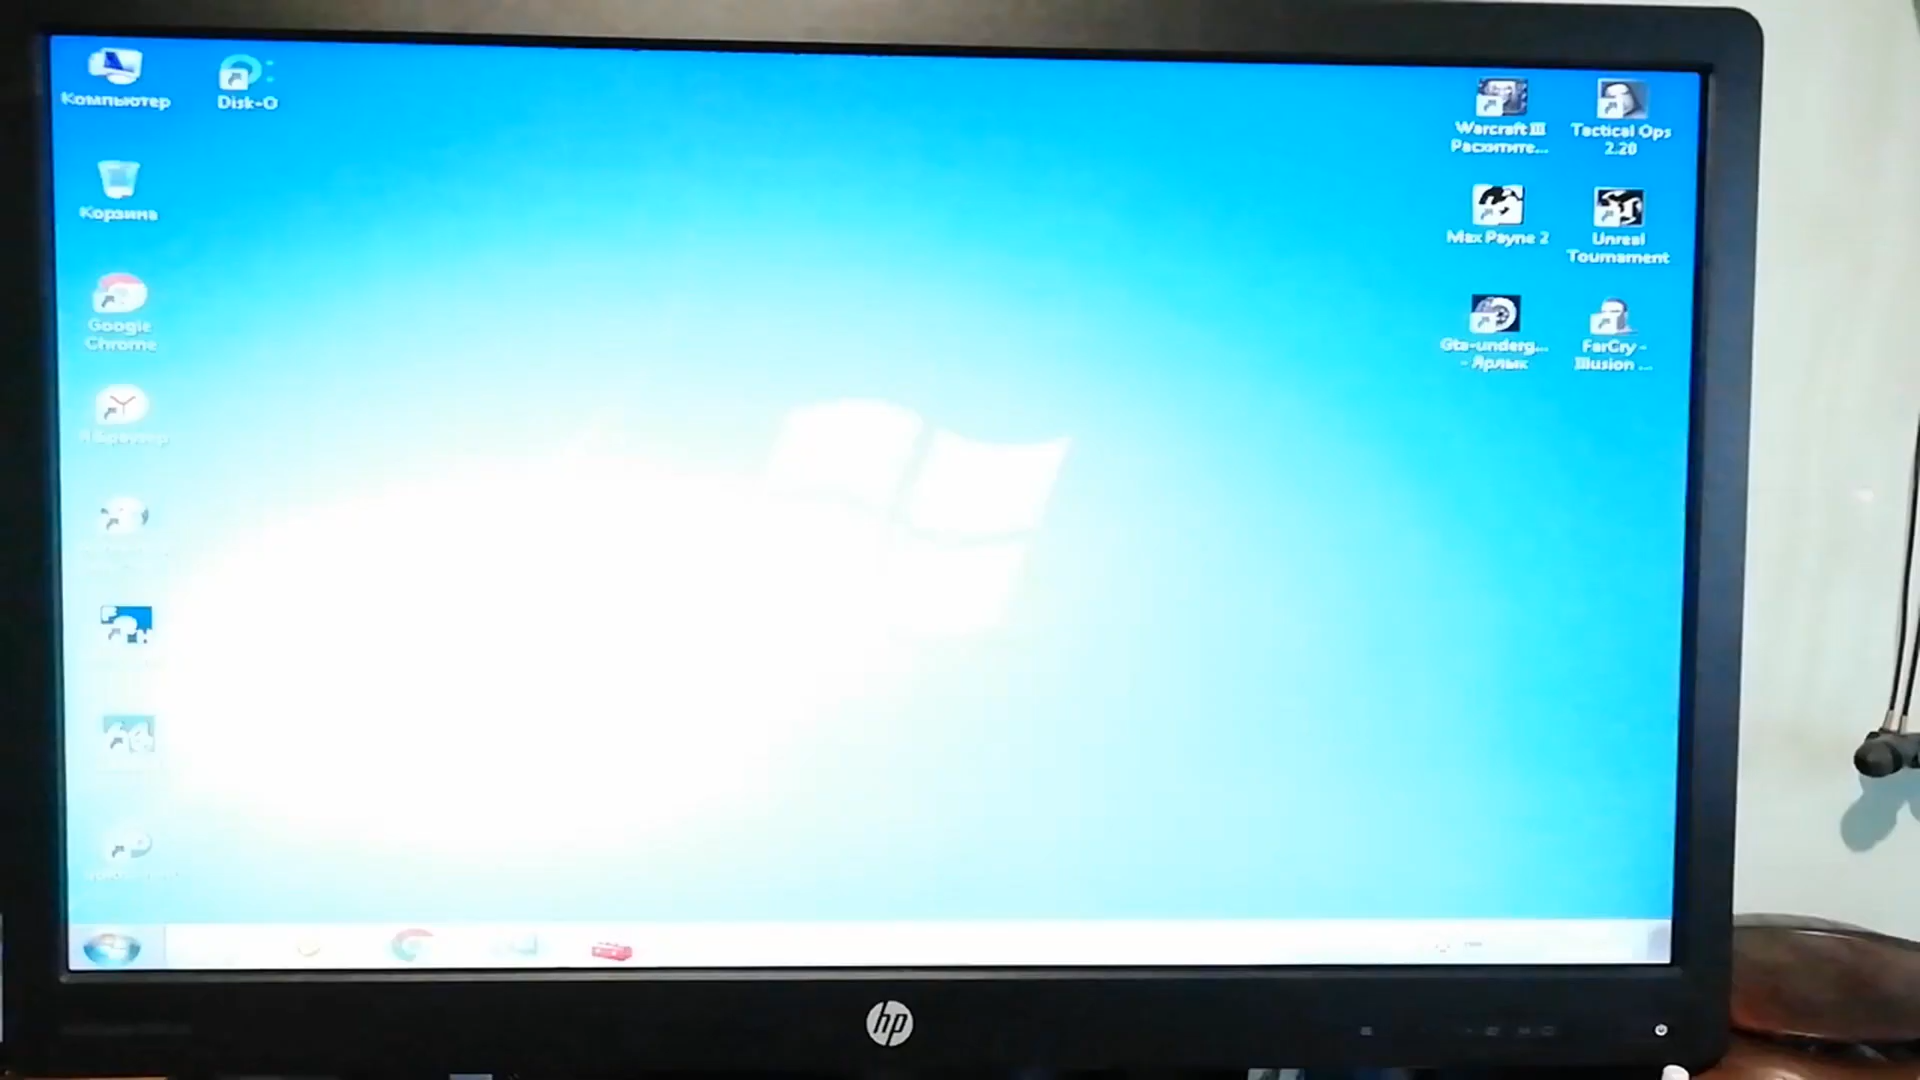 Компьютер
Disk-O
Корзина
Google
Chrome
Warcraft III
Расхитите...
Tactical Ops
2.20
Max Payne 2
Unreal
Tournament
Gta-underg...
- Ярлык
FarCry -
Illusion ...
hp